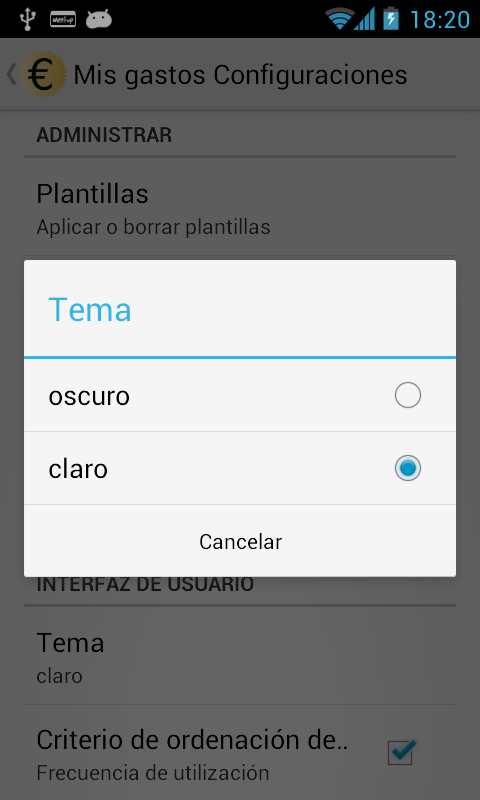 18:20
Mis gastos Configuraciones
ADMINISTRAR
Plantillas
Aplicar o borrar plantillas
Tema
oscuro
claro
Cancelar
INTERFAZ DE USUARIO
Tema
claro
Criterio de ordenación de..
Frecuencia de utilización